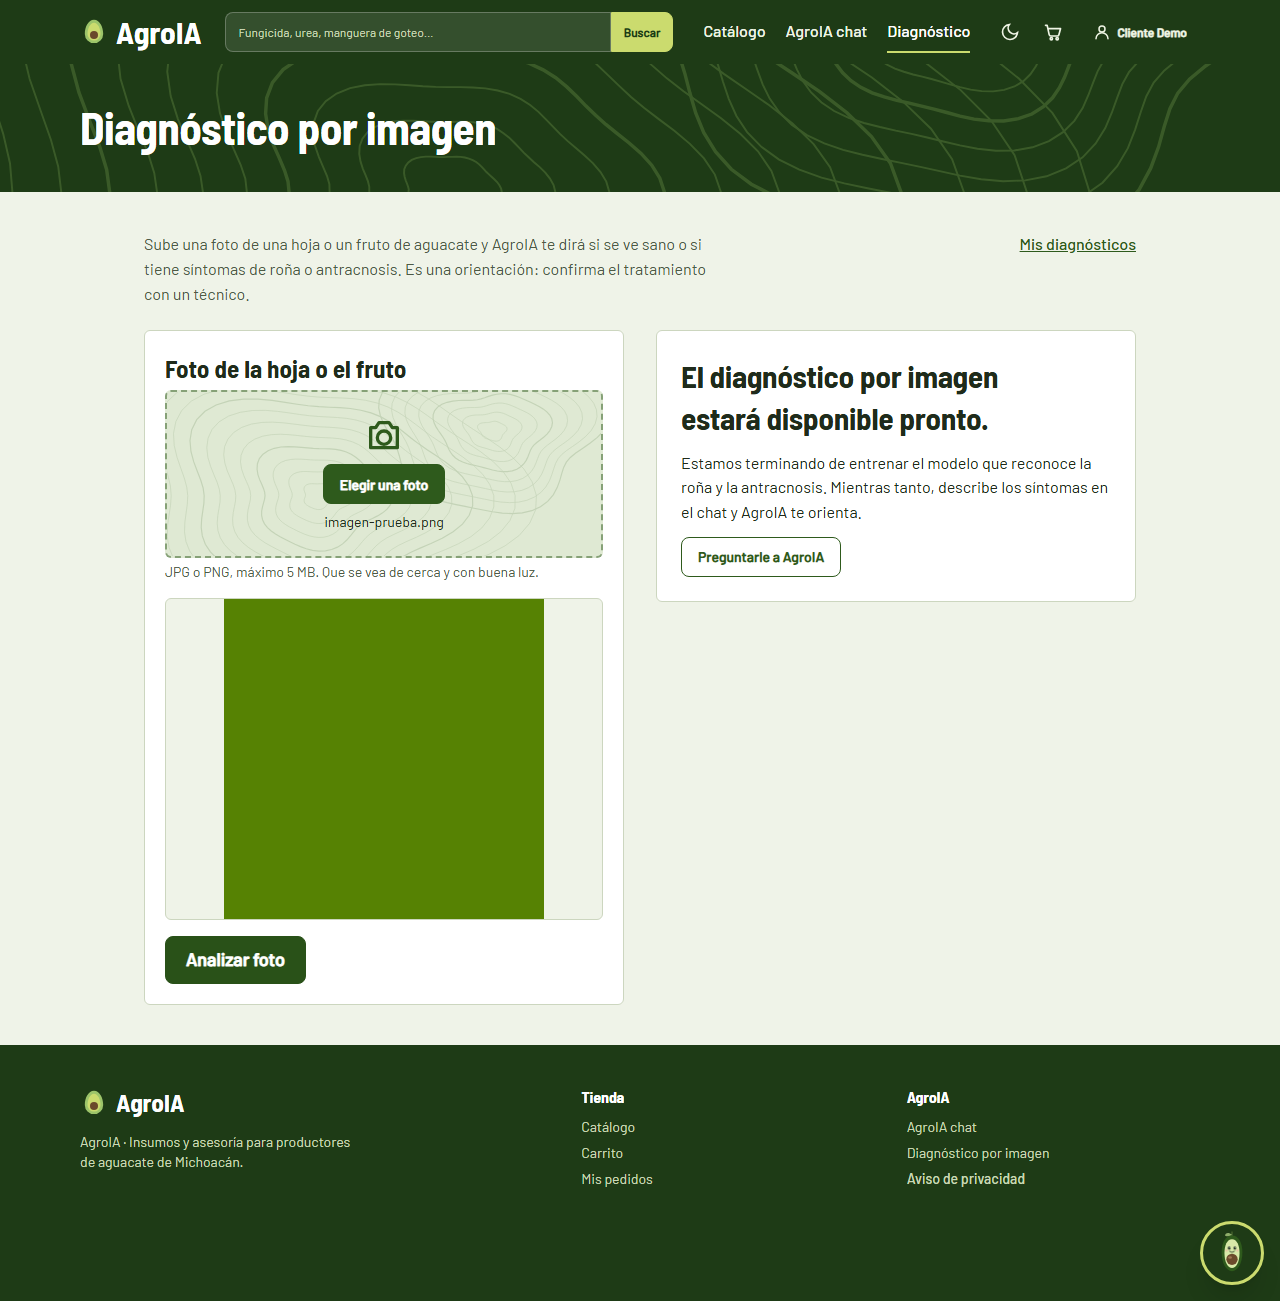 AgroIA
Fungicida, urea, manguera de goteo...
Buscar
Catálogo
AgroIA chat
Diagnóstico
Cliente Demo
Diagnóstico por imagen
Sube una foto de una hoja o un fruto de aguacate y AgroIA te dirá si se ve sano o si
tiene síntomas de roña o antracnosis. Es una orientación: confirma el tratamiento
con un técnico.
Mis diagnósticos
Foto de la hoja o el fruto
Elegir una foto
imagen-prueba.png
JPG o PNG, máximo 5 MB. Que se vea de cerca y con buena luz.
Analizar foto
El diagnóstico por imagen
estará disponible pronto.
Estamos terminando de entrenar el modelo que reconoce la
roña y la antracnosis. Mientras tanto, describe los síntomas en
el chat y AgroIA te orienta.
Preguntarle a AgroIA
AgroIA
AgroIA · Insumos y asesoría para productores
de aguacate de Michoacán.
Tienda
Catálogo
Carrito
Mis pedidos
AgroIA
AgroIA chat
Diagnóstico por imagen
Aviso de privacidad